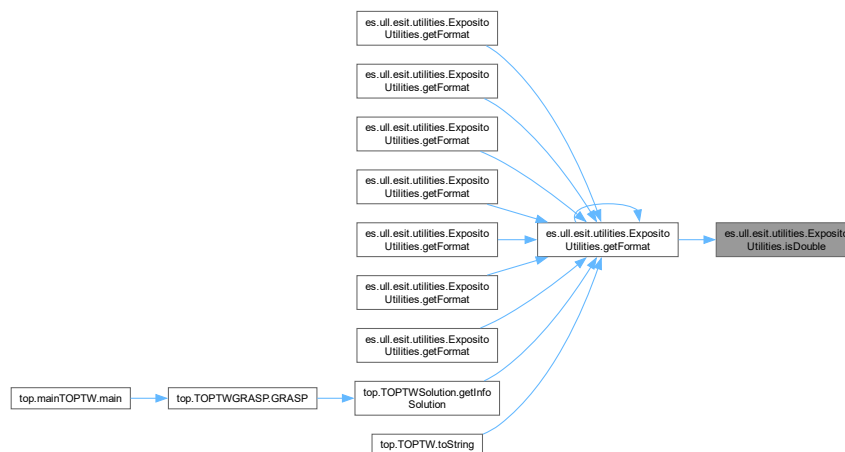 es.ull.esit.utilities.Exposito
Utilities.getFormat
es.ull.esit.utilities.Exposito
Utilities.getFormat
es.ull.esit.utilities.Exposito
Utilities.getFormat
es.ull.esit.utilities.Exposito
Utilities.getFormat
es.ull.esit.utilities.Exposito
Utilities.getFormat
es.ull.esit.utilities.Exposito
Utilities.getFormat
es.ull.esit.utilities.Exposito
Utilities.getFormat
es.ull.esit.utilities.Exposito
Utilities.getFormat
es.ull.esit.utilities.Exposito
Utilities.isDouble
top.mainTOPTW.main
top.TOPTWGRASP.GRASP
top.TOPTWSolution.getInfo
Solution
top.TOPTW.toString